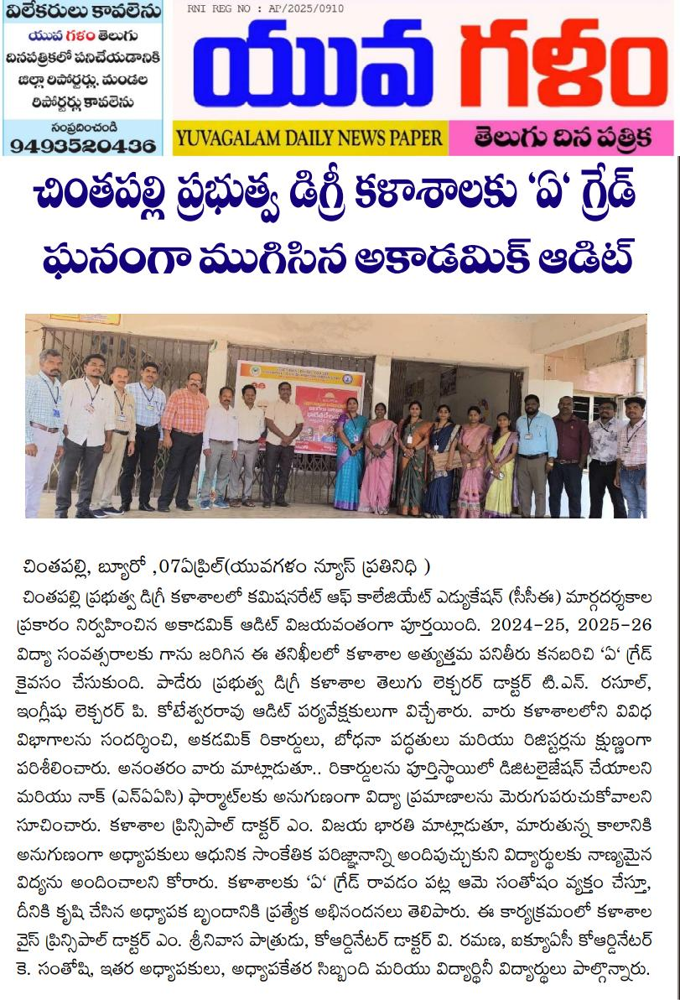 విలేకరులు కావలెను
యువ గళం తెలుగు
దినపత్రికలో పనిచేయడానికి
జిల్లా రిపోర్టర్లు, మండల
రిపోర్టర్లు కావలెను
సంప్రదించండి
9493520436
RNI REG NO : AP/2025/0910
యువ గళం
YUVAGALAM DAILY NEWS PAPER
తెలుగు దిన పత్రిక
చింతపల్లి ప్రభుత్వ డిగ్రీ కళాశాలకు ‘ఏ‘ గ్రేడ్
ఘనంగా ముగిసిన అకాడమిక్ ఆడిట్
చింతపల్లి, బ్యూరో ,07ఏప్రిల్(యువగళం న్యూస్ ప్రతినిధి )
చింతపల్లి ప్రభుత్వ డిగ్రీ కళాశాలలో కమిషనరేట్ ఆఫ్ కాలేజియేట్ ఎడ్యుకేషన్ (సీసీఈ) మార్గదర్శకాల
ప్రకారం నిర్వహించిన అకాడమిక్ ఆడిట్ విజయవంతంగా పూర్తయింది. 2024-25, 2025-26
విద్యా సంవత్సరాలకు గాను జరిగిన ఈ తనిఖీలలో కళాశాల అత్యుత్తమ పనితీరు కనబరిచి ‘ఏ‘ గ్రేడ్
కైవసం చేసుకుంది. పాడేరు ప్రభుత్వ డిగ్రీ కళాశాల తెలుగు లెక్చరర్ డాక్టర్ టి.ఎన్. రసూల్,
ఇంగ్లీషు లెక్చరర్ పి. కోటేశ్వరరావు ఆడిట్ పర్యవేక్షకులుగా విచ్చేశారు. వారు కళాశాలలోని వివిధ
విభాగాలను సందర్శించి, అకడమిక్ రికార్డులు, బోధనా పద్ధతులు మరియు రిజిస్టర్లను క్షుణ్ణంగా
పరిశీలించారు. అనంతరం వారు మాట్లాడుతూ.. రికార్డులను పూర్తిస్థాయిలో డిజిటలైజేషన్ చేయాలని
మరియు నాక్ (ఎన్ఏఏసి) ఫార్మాట్‌లకు అనుగుణంగా విద్యా ప్రమాణాలను మెరుగుపరుచుకోవాలని
సూచించారు. కళాశాల ప్రిన్సిపాల్ డాక్టర్ ఎం. విజయ భారతి మాట్లాడుతూ, మారుతున్న కాలానికి
అనుగుణంగా అధ్యాపకులు ఆధునిక సాంకేతిక పరిజ్ఞానాన్ని అందిపుచ్చుకుని విద్యార్థులకు నాణ్యమైన
విద్యను అందించాలని కోరారు. కళాశాలకు ‘ఏ‘ గ్రేడ్ రావడం పట్ల ఆమె సంతోషం వ్యక్తం చేస్తూ,
దీనికి కృషి చేసిన అధ్యాపక బృందానికి ప్రత్యేక అభినందనలు తెలిపారు. ఈ కార్యక్రమంలో కళాశాల
వైస్ ప్రిన్సిపాల్ డాక్టర్ ఎం. శ్రీనివాస పాత్రుడు, కోఆర్డినేటర్ డాక్టర్ వి. రమణ, ఐక్యూఏసీ కోఆర్డినేటర్
కె. సంతోషి, ఇతర అధ్యాపకులు, అధ్యాపకేతర సిబ్బంది మరియు విద్యార్థినీ విద్యార్థులు పాల్గొన్నారు.